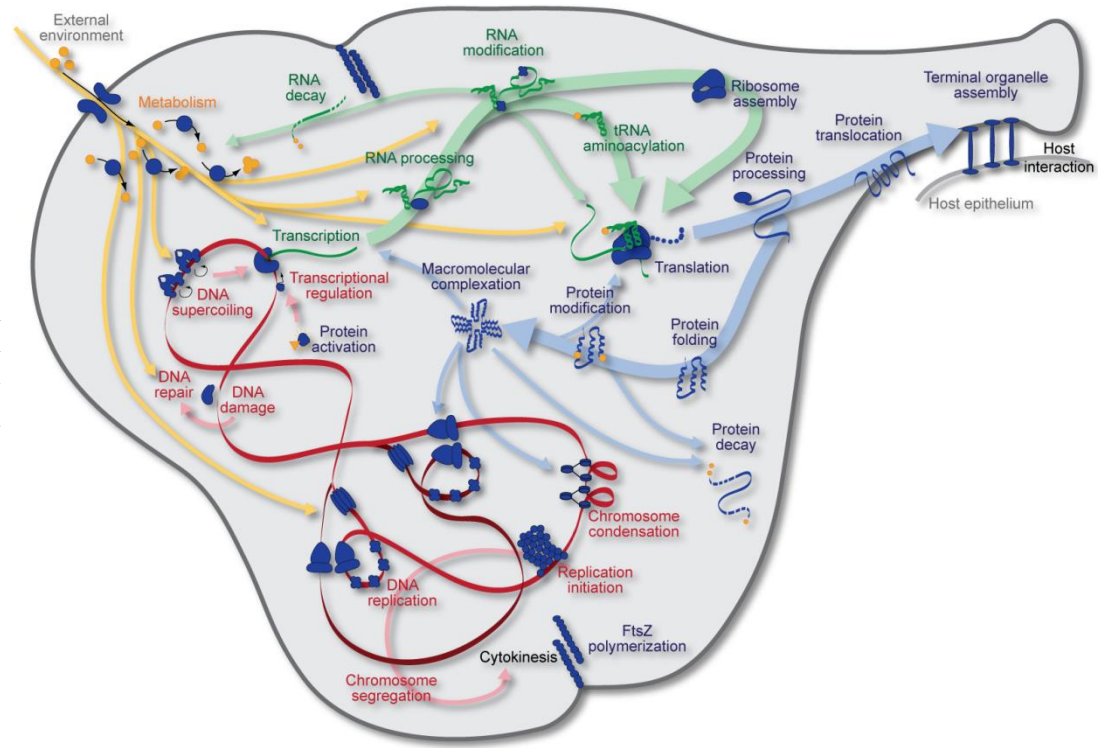 External
environment
Metabolism
RNA
decay
RNA
modification
Ribosome
assembly
Terminal organelle
assembly
tRNA
aminoacylation
Protein
translocation
RNA processing
Protein
processing
Host
interaction
Host epithelium
Transcription
Translation
DNA
supercoiling
Transcriptional
regulation
Macromolecular
complexation
Protein
modification
Protein
activation
Protein
folding
DNA
repair
DNA
damage
Protein
decay
Chromosome
condensation
DNA
replication
Replication
initiation
FtsZ
polymerization
Cytokinesis
Chromosome
segregation